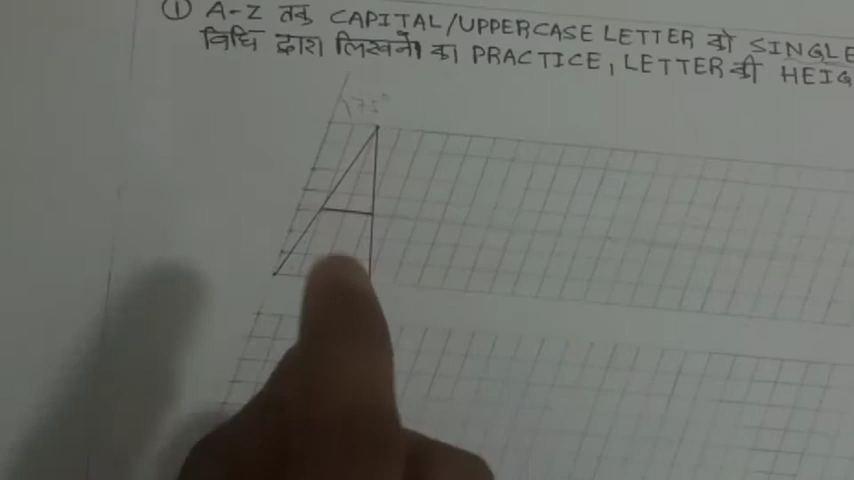 ① A-Z तक CAPITAL/UPPERCASE LETTER को SINGLE
विधि द्वारा लिखने का PRACTICE, LETTER की HEIG
75°
A